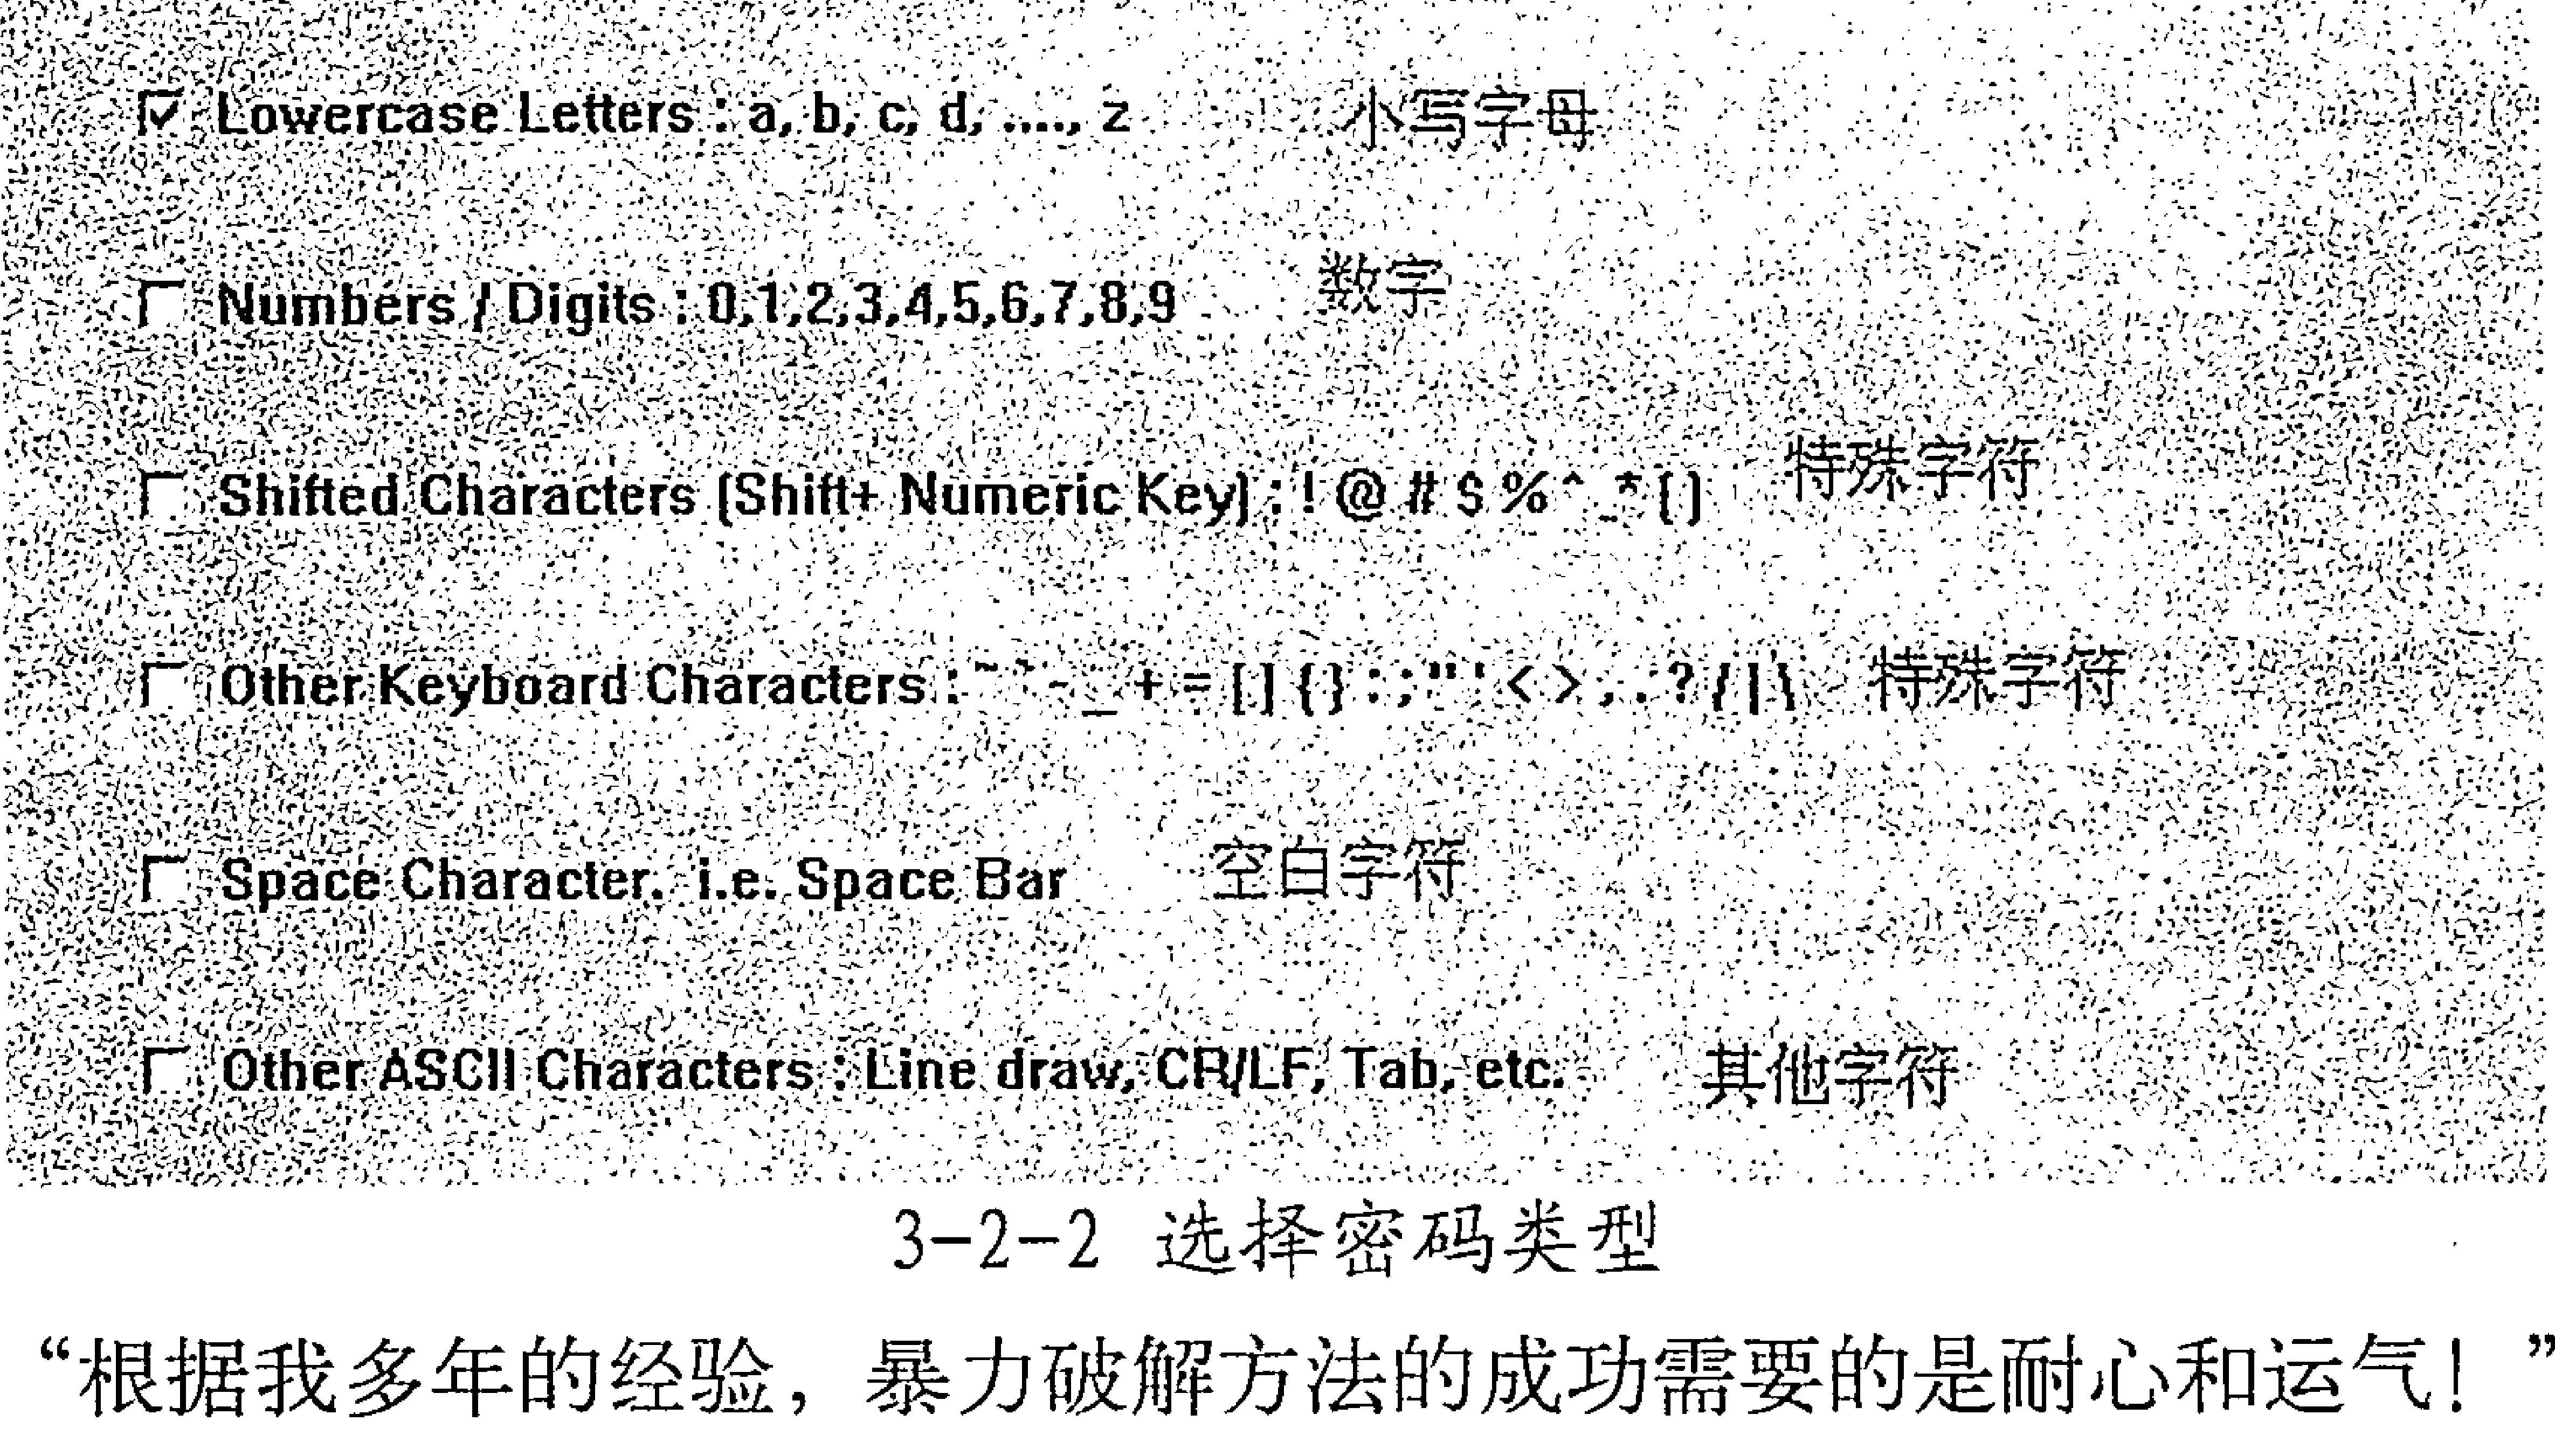 Lowercase Letters : a, b, c, d, ...., z 小写字母
Numbers / Digits : 0,1,2,3,4,5,6,7,8,9 数字
Shifted Characters (Shift+ Numeric Key) : ! @ # $ % ^ _ * ( ) 特殊字符
Other Keyboard Characters : ~ ` - _ + = [ ] { } : ; " ' < > , . ? / | \ 特殊字符
Space Character. i.e. Space Bar 空白字符
Other ASCII Characters : Line draw, CR/LF, Tab, etc. 其他字符
3-2-2 选择密码类型
“根据我多年的经验，暴力破解方法的成功需要的是耐心和运气！”